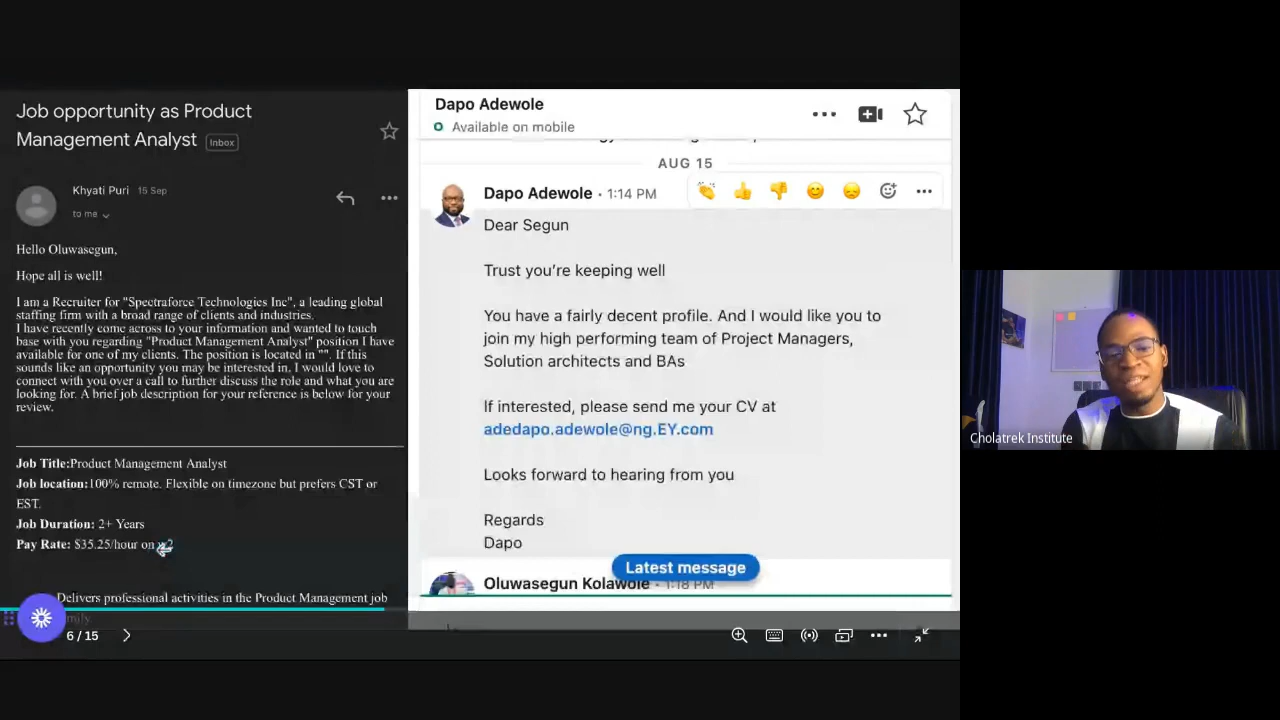 Job opportunity as Product
Management Analyst Inbox
Khyati Puri 15 Sep
to me
Hello Oluwasegun,
Hope all is well!
I am a Recruiter for "Spectraforce Technologies Inc", a leading global
staffing firm with a broad range of clients and industries.
I have recently come across to your information and wanted to touch
base with you regarding "Product Management Analyst" position I have
available for one of my clients. The position is located in "". If this
sounds like an opportunity you may be interested in. I would love to
connect with you over a call to further discuss the role and what you are
looking for. A brief job description for your reference is below for your
review.
Job Title:Product Management Analyst
Job location:100% remote. Flexible on timezone but prefers CST or
EST.
Job Duration: 2+ Years
Pay Rate: $35.25/hour on w2
Delivers professional activities in the Product Management job
6 / 15
Dapo Adewole
Available on mobile
AUG 15
Dapo Adewole • 1:14 PM
Dear Segun
Trust you're keeping well
You have a fairly decent profile. And I would like you to
join my high performing team of Project Managers,
Solution architects and BAs
If interested, please send me your CV at
adedapo.adewole@ng.EY.com
Looks forward to hearing from you
Regards
Dapo
Latest message
Oluwasegun Kolawole • 1:18 PM
Cholatrek Institute